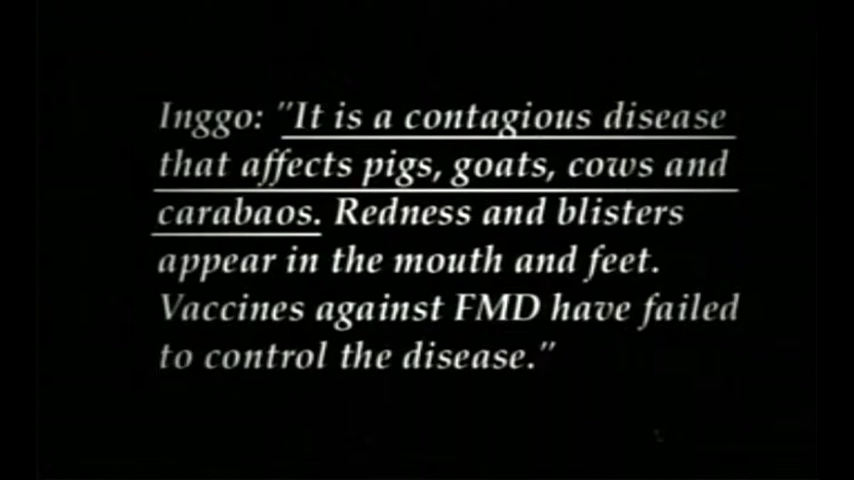 Inggo: "It is a contagious disease
that affects pigs, goats, cows and
carabaos. Redness and blisters
appear in the mouth and feet.
Vaccines against FMD have failed
to control the disease."